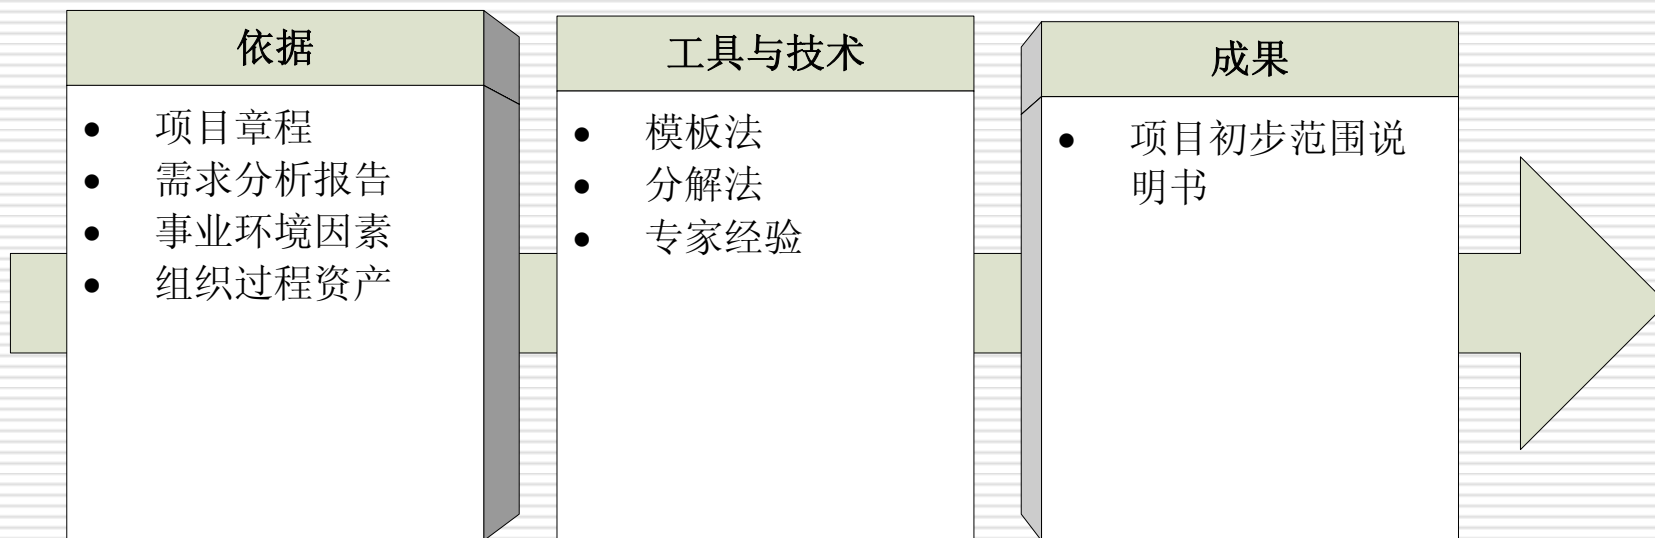 依据
● 项目章程
● 需求分析报告
● 事业环境因素
● 组织过程资产
工具与技术
● 模板法
● 分解法
● 专家经验
成果
● 项目初步范围说
明书